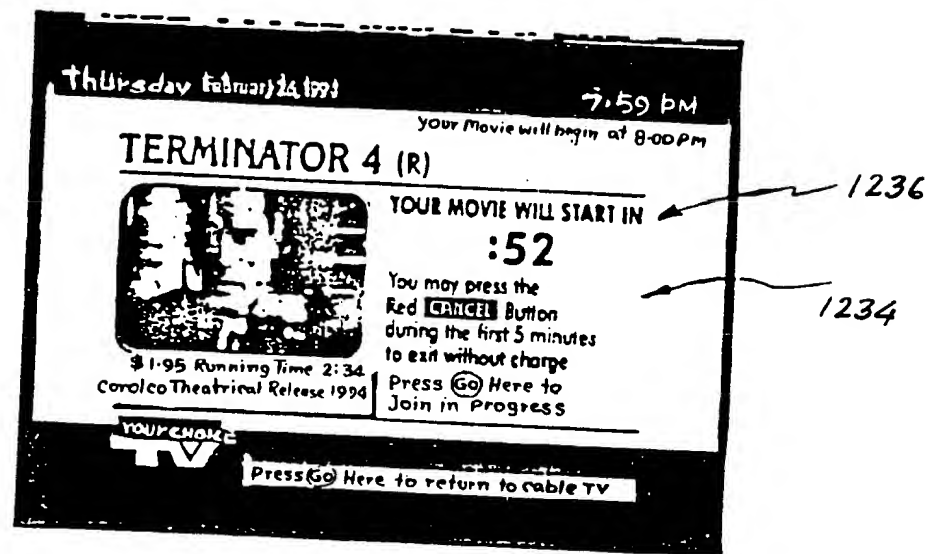 Thursday February 24, 1994
7:59 PM
Your Movie will begin at 8:00 PM
TERMINATOR 4 (R)
YOUR MOVIE WILL START IN
:52
You may press the
Red CANCEL Button
during the first 5 minutes
to exit without charge
Press Go Here to
Join in Progress
$1.95 Running Time 2:34
Corolco Theatrical Release 1994
YOUR CHOICE
TV
Press Go Here to return to cable TV
1236
1234